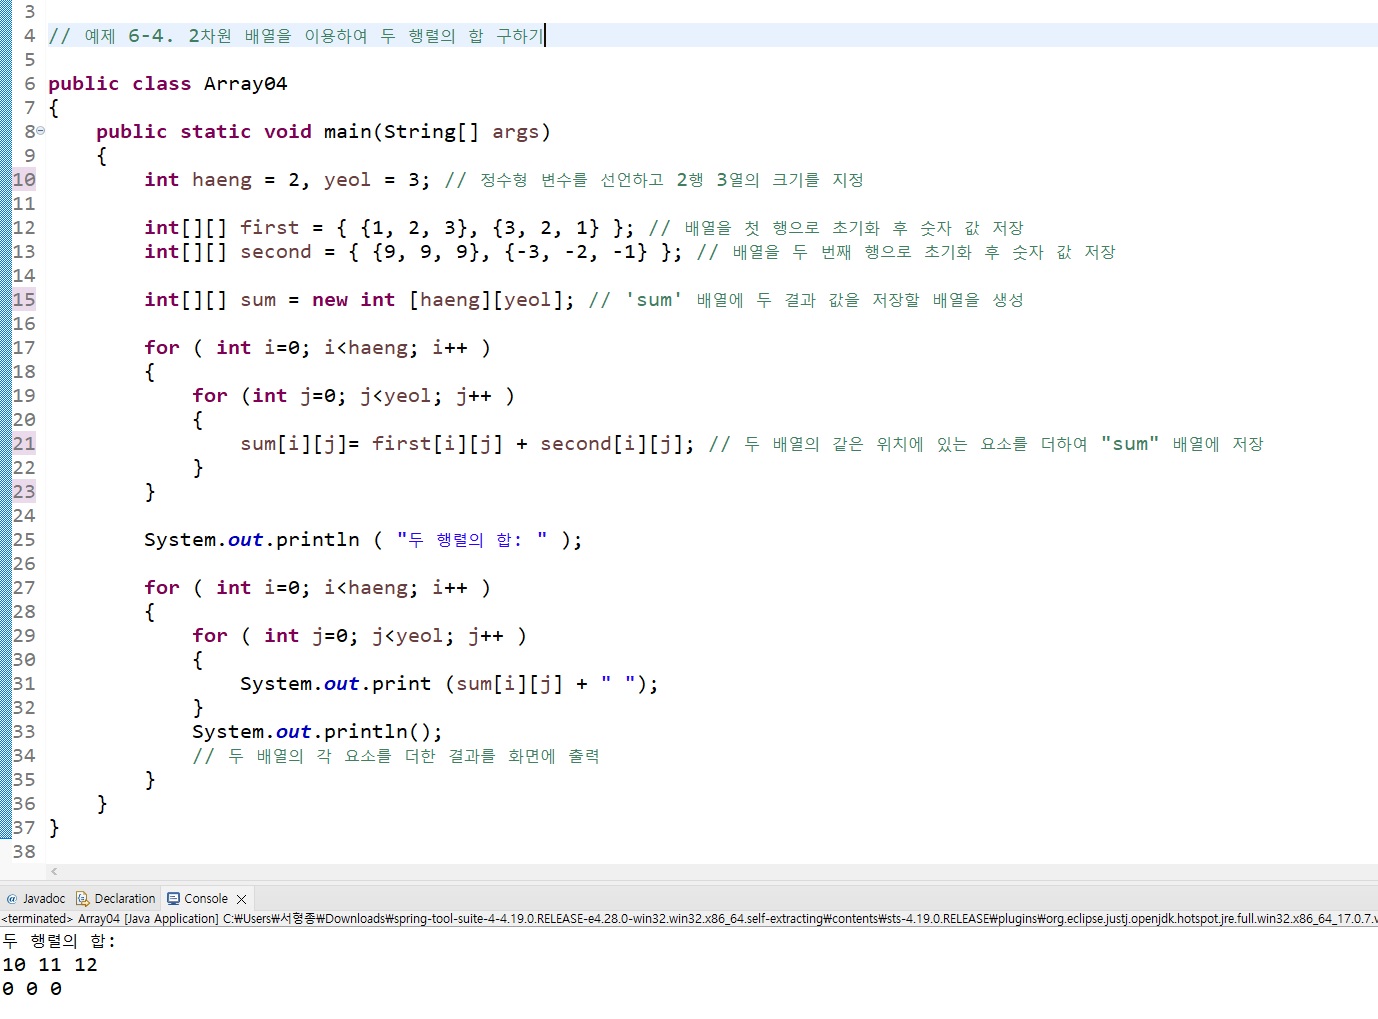 3
4 // 예제 6-4. 2차원 배열을 이용하여 두 행렬의 합 구하기
5
6 public class Array04
7 {
8 public static void main(String[] args)
9 {
10 int haeng = 2, yeol = 3; // 정수형 변수를 선언하고 2행 3열의 크기를 지정
11
12 int[][] first = { {1, 2, 3}, {3, 2, 1} }; // 배열을 첫 행으로 초기화 후 숫자 값 저장
13 int[][] second = { {9, 9, 9}, {-3, -2, -1} }; // 배열을 두 번째 행으로 초기화 후 숫자 값 저장
14
15 int[][] sum = new int [haeng][yeol]; // 'sum' 배열에 두 결과 값을 저장할 배열을 생성
16
17 for ( int i=0; i<haeng; i++ )
18 {
19 for (int j=0; j<yeol; j++ )
20 {
21 sum[i][j]= first[i][j] + second[i][j]; // 두 배열의 같은 위치에 있는 요소를 더하여 "sum" 배열에 저장
22 }
23 }
24
25 System.out.println ( "두 행렬의 합: " );
26
27 for ( int i=0; i<haeng; i++ )
28 {
29 for ( int j=0; j<yeol; j++ )
30 {
31 System.out.print (sum[i][j] + " ");
32 }
33 System.out.println();
34 // 두 배열의 각 요소를 더한 결과를 화면에 출력
35 }
36 }
37 }
38
@ Javadoc Declaration Console
<terminated> Array04 [Java Application] C:₩Users₩서형종₩Downloads₩spring-tool-suite-4-4.19.0.RELEASE-e4.28.0-win32.win32.x86_64.self-extracting₩contents₩sts-4.19.0.RELEASE₩plugins₩org.eclipse.justj.openjdk.hotspot.jre.full.win32.x86_64_17.0.7.v
두 행렬의 합:
10 11 12
0 0 0